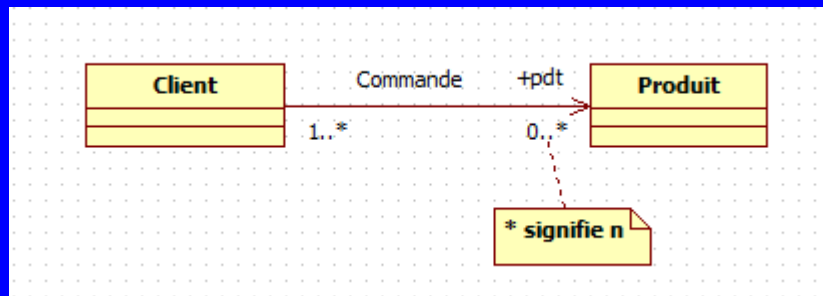 Client
Commande
+pdt
Produit
1..*
0..*
* signifie n